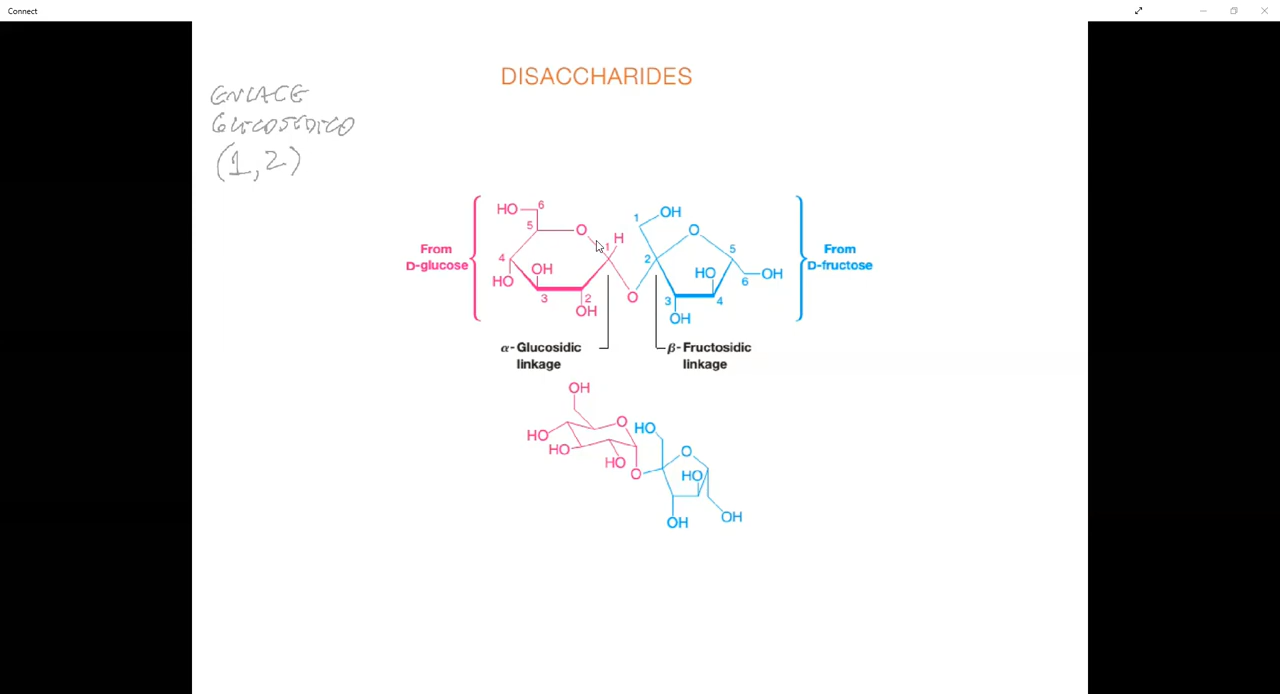 Connect
DISACCHARIDES
ENLACE
GLUCOSIDICO
(1,2)
HO 6
5 O
4 1 H
OH
HO
3 2
OH
From
D-glucose
1 OH
O
2 5
HO OH
6
3 4
OH
O
From
D-fructose
α-Glucosidic
linkage
β-Fructosidic
linkage
OH
O HO
HO
HO
HO
O
O
HO
OH
OH